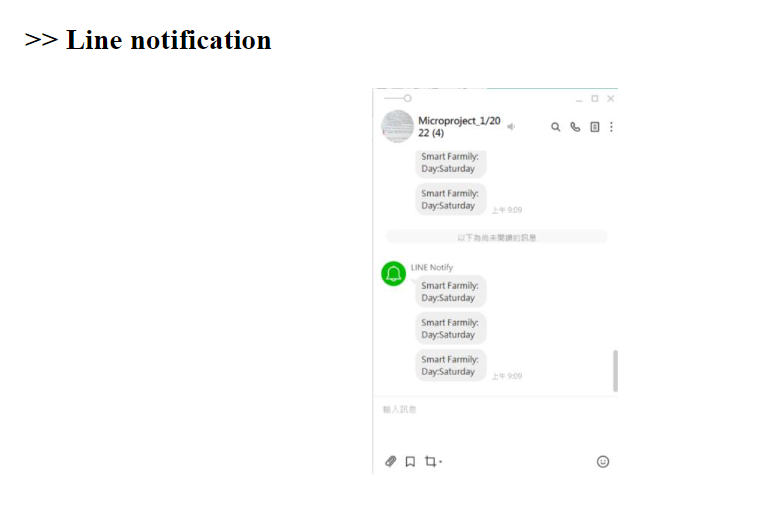 >> Line notification
Microproject_1/20
22 (4)
Smart Farmily:
Day:Saturday
Smart Farmily:
Day:Saturday
上午 9:09
以下為尚未閱讀的訊息
LINE Notify
Smart Farmily:
Day:Saturday
Smart Farmily:
Day:Saturday
Smart Farmily:
Day:Saturday
上午 9:09
輸入訊息